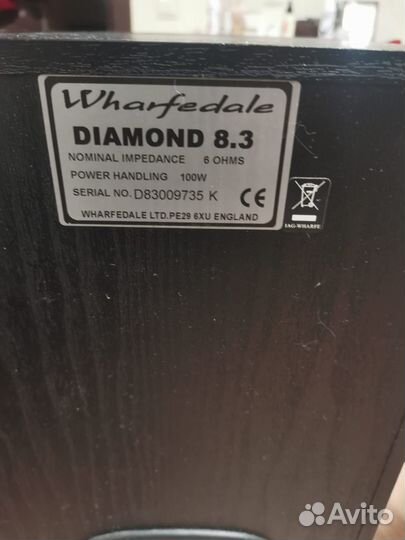 Wharfedale
DIAMOND 8.3
NOMINAL IMPEDANCE 6 OHMS
POWER HANDLING 100W
SERIAL NO. D83009735 K CE
WHARFEDALE LTD.PE29 6XU ENGLAND
IAG-WHARFE
Avito